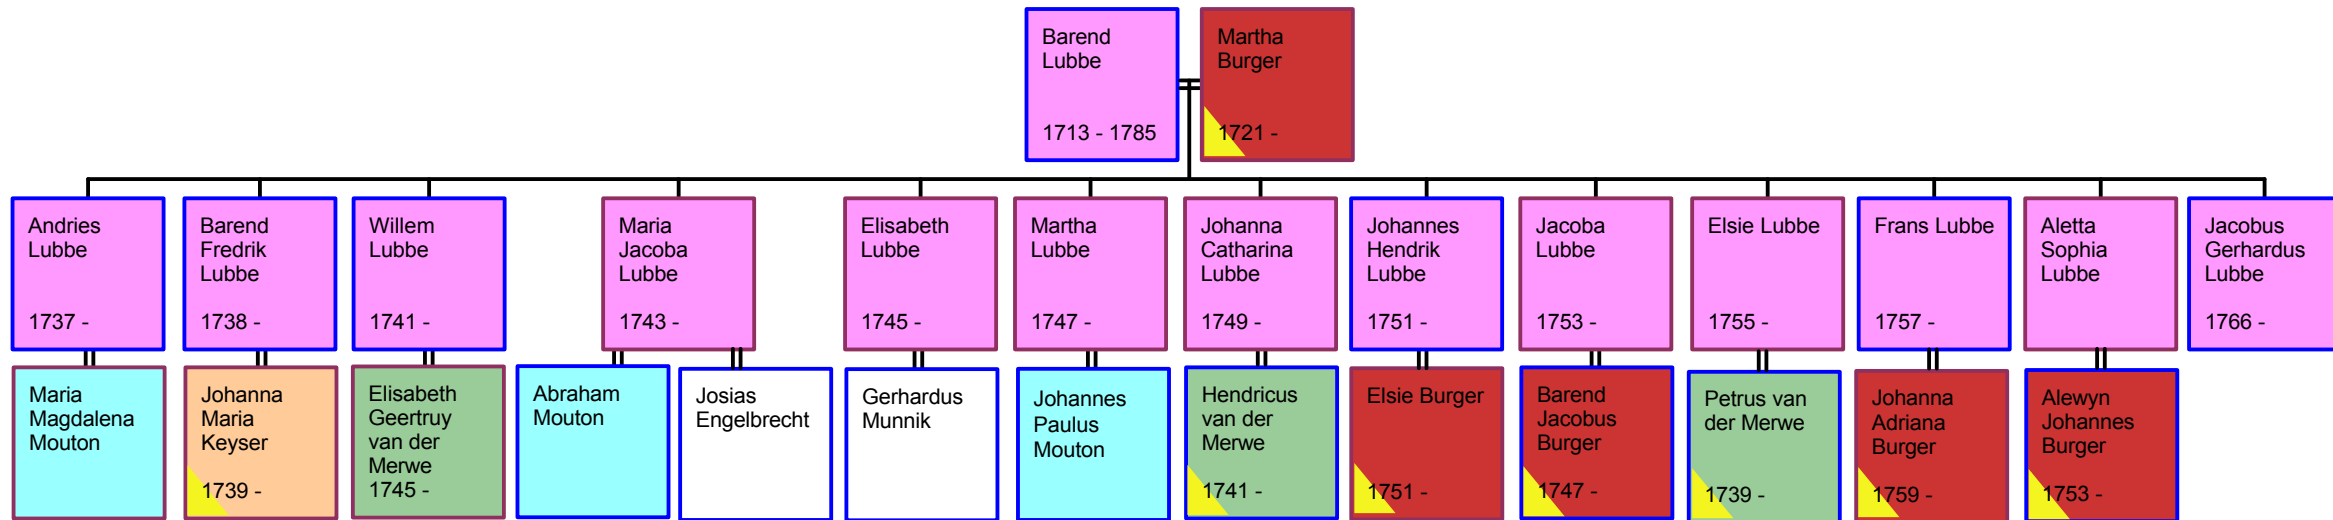 Barend
Lubbe
1713 - 1785
Martha
Burger
1721 -
Andries
Lubbe
1737 -
Barend
Fredrik
Lubbe
1738 -
Willem
Lubbe
1741 -
Maria
Jacoba
Lubbe
1743 -
Elisabeth
Lubbe
1745 -
Martha
Lubbe
1747 -
Johanna
Catharina
Lubbe
1749 -
Johannes
Hendrik
Lubbe
1751 -
Jacoba
Lubbe
1753 -
Elsie Lubbe
1755 -
Frans Lubbe
1757 -
Aletta
Sophia
Lubbe
Jacobus
Gerhardus
Lubbe
1766 -
Maria
Magdalena
Mouton
Johanna
Maria
Keyser
1739 -
Elisabeth
Geertruy
van der
Merwe
1745 -
Abraham
Mouton
Josias
Engelbrecht
Gerhardus
Munnik
Johannes
Paulus
Mouton
Hendricus
van der
Merwe
1741 -
Elsie Burger
1751 -
Barend
Jacobus
Burger
1747 -
Petrus van
der Merwe
1739 -
Johanna
Adriana
Burger
1759 -
Alewyn
Johannes
Burger
1753 -